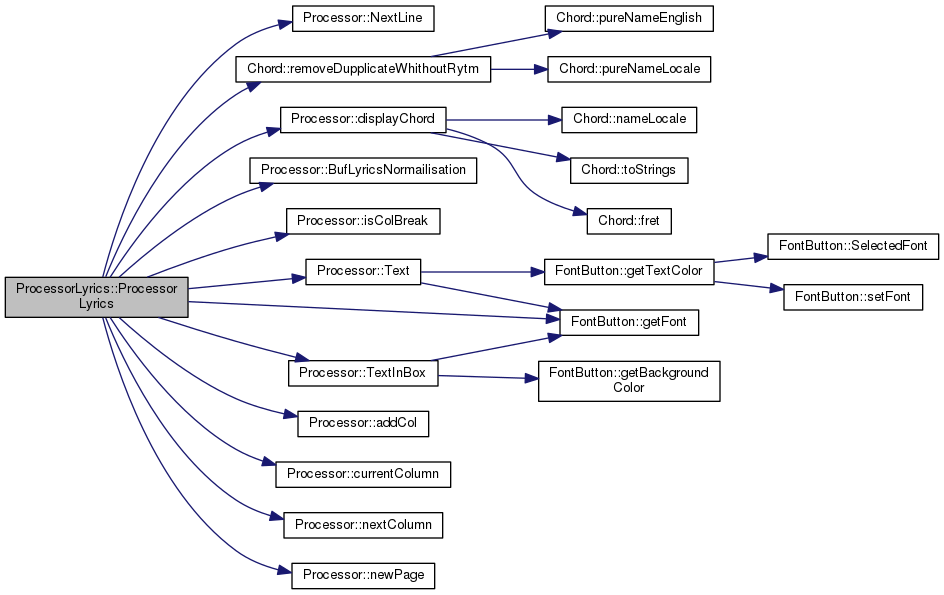 Processor::NextLine
Chord::pureNameEnglish
Chord::removeDupplicateWhithoutRytm
Chord::pureNameLocale
Processor::displayChord
Chord::nameLocale
Processor::BufLyricsNormailisation
Chord::toStrings
Processor::isColBreak
Chord::fret
ProcessorLyrics::Processor
Lyrics
Processor::Text
FontButton::getTextColor
FontButton::SelectedFont
FontButton::setFont
FontButton::getFont
Processor::TextInBox
FontButton::getBackground
Color
Processor::addCol
Processor::currentColumn
Processor::nextColumn
Processor::newPage